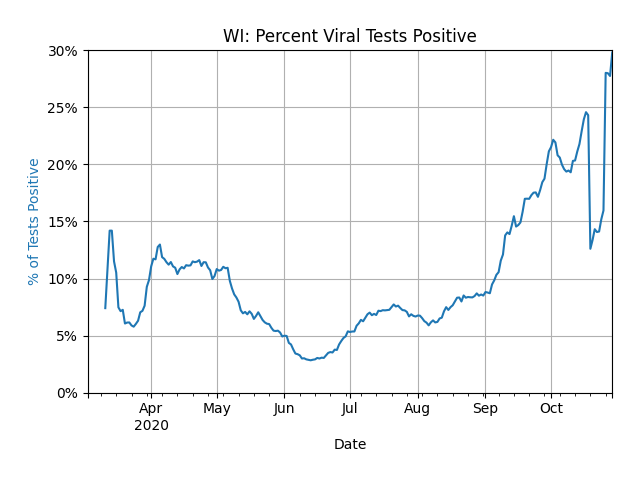 WI: Percent Viral Tests Positive
30%
25%
20%
15%
10%
5%
0%
% of Tests Positive
Apr May Jun Jul Aug Sep Oct
2020
Date